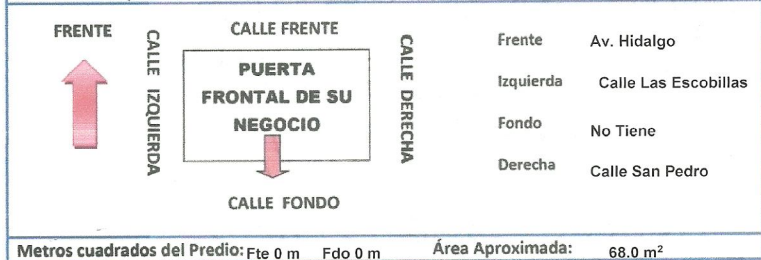 FRENTE
CALLE IZQUIERDA
CALLE FRENTE
PUERTA
FRONTAL DE SU
NEGOCIO
CALLE FONDO
CALLE DERECHA
Frente Av. Hidalgo
Izquierda Calle Las Escobillas
Fondo No Tiene
Derecha Calle San Pedro
Metros cuadrados del Predio: Fte 0 m Fdo 0 m Área Aproximada: 68.0 m²